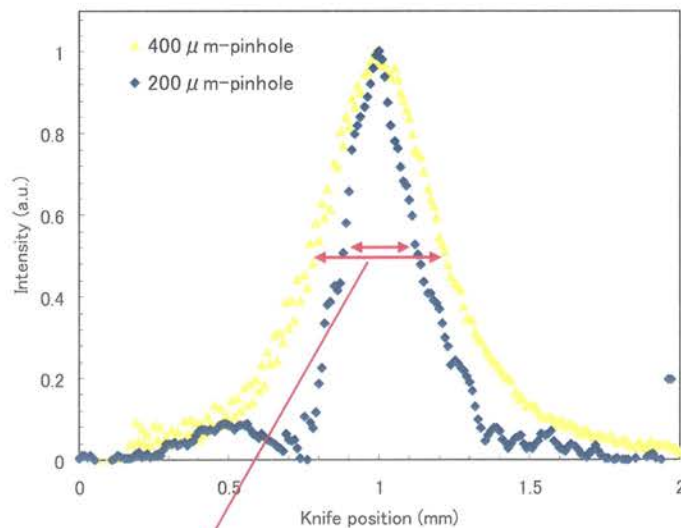 400 μm-pinhole
200 μm-pinhole
1
0.8
0.6
0.4
0.2
0
Intensity (a.u.)
0
0.5
1
1.5
2
Knife position (mm)